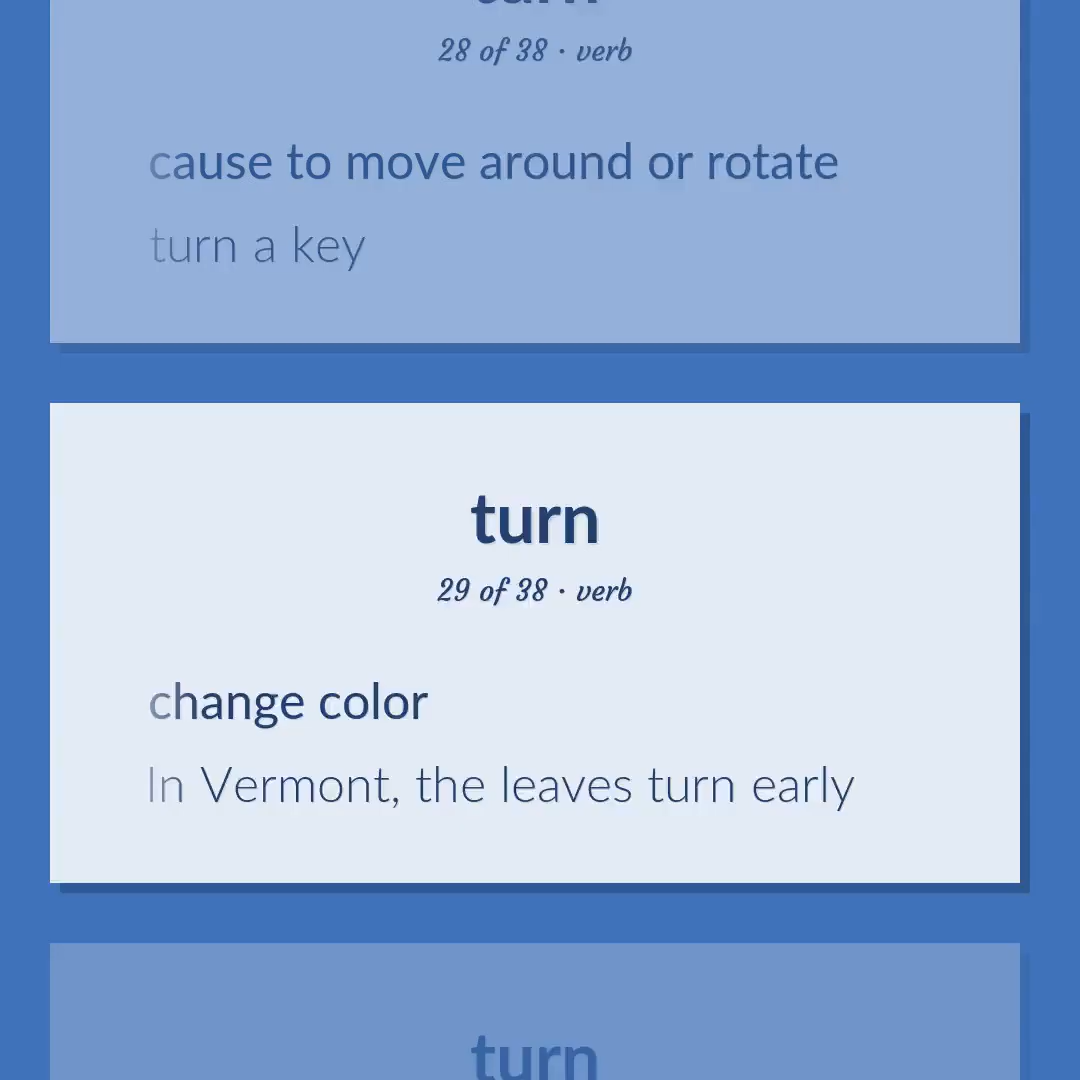 turn
28 of 38 · verb
cause to move around or rotate
turn a key
turn
29 of 38 · verb
change color
In Vermont, the leaves turn early
turn